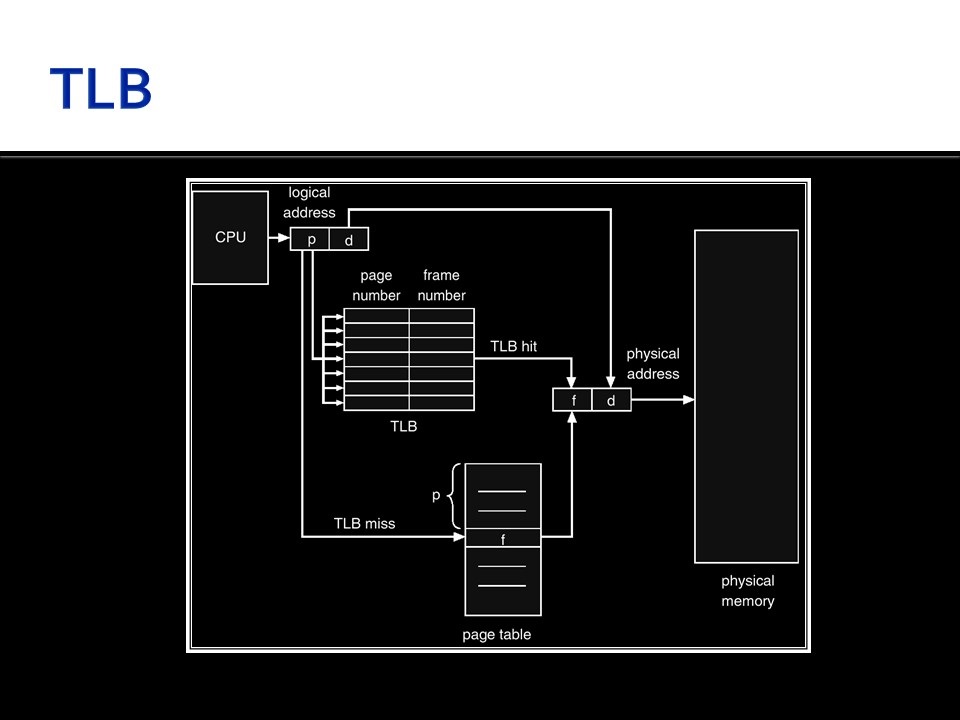 TLB
logical
address
CPU
p
d
page
number
frame
number
TLB hit
physical
address
f
d
TLB
p
TLB miss
f
physical
memory
page table